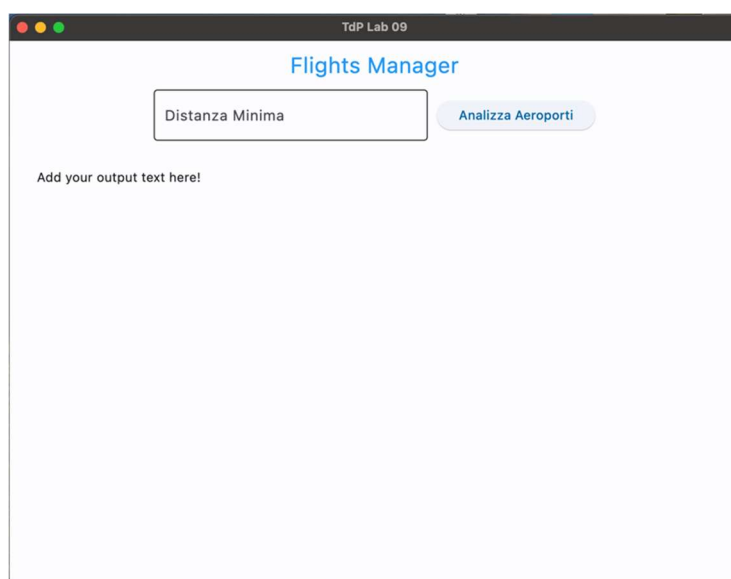 TdP Lab 09
Flights Manager
Distanza Minima
Analizza Aeroporti
Add your output text here!